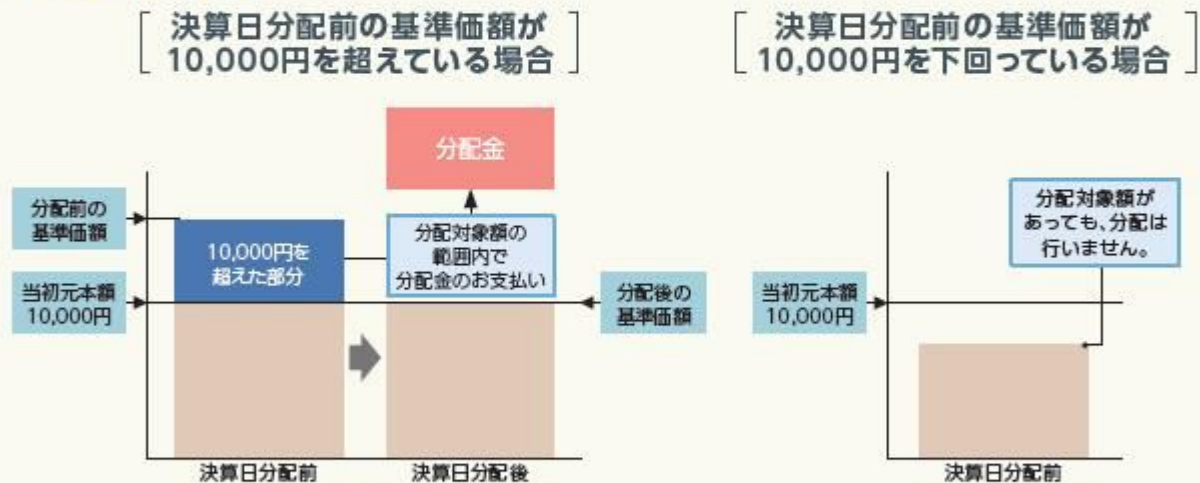 決算日分配前の基準価額が
10,000円を超えている場合
分配金
分配前の
基準価額
10,000円を
超えた部分
分配対象額の
範囲内で
分配金のお支払い
当初元本額
10,000円
分配後の
基準価額
決算日分配前
決算日分配後
決算日分配前の基準価額が
10,000円を下回っている場合
分配対象額が
あっても、分配は
行いません。
当初元本額
10,000円
決算日分配前